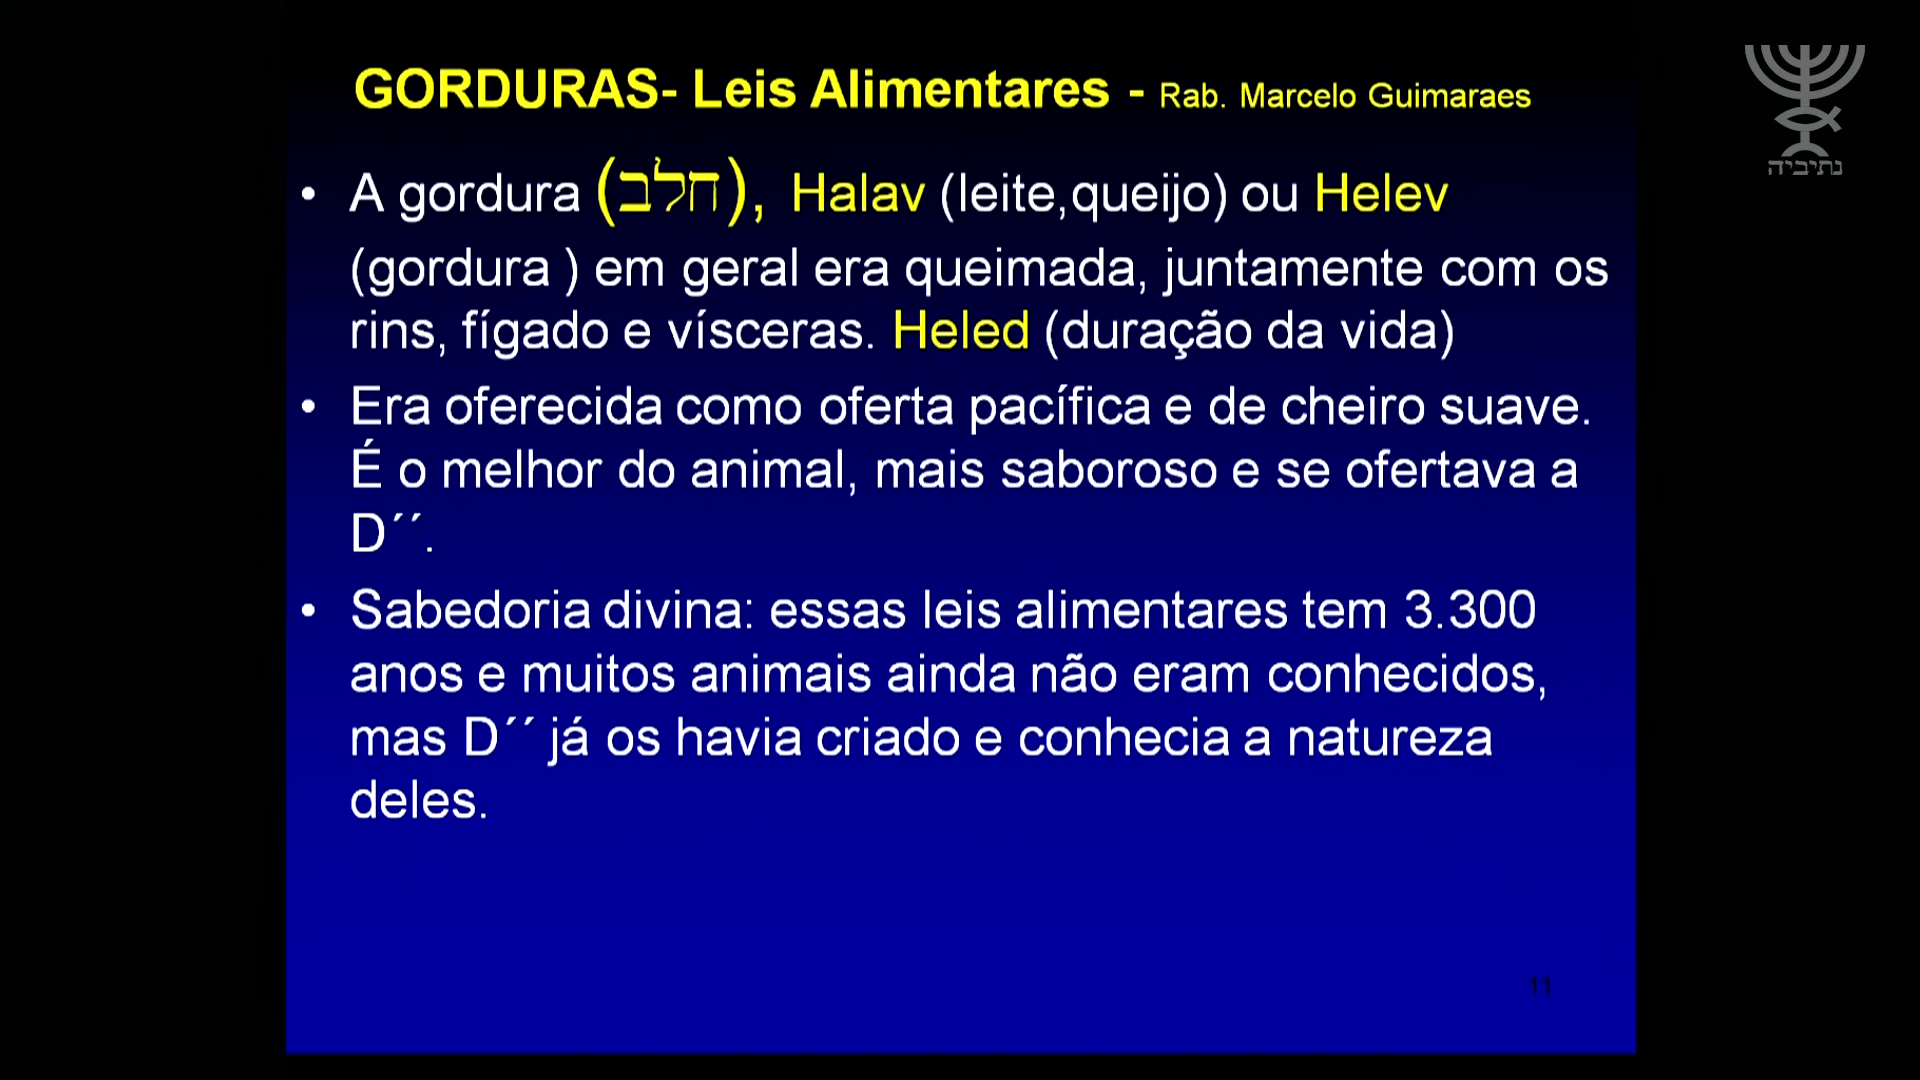 GORDURAS- Leis Alimentares - Rab. Marcelo Guimaraes
נתיביה
• A gordura (חלב), Halav (leite,queijo) ou Helev
(gordura ) em geral era queimada, juntamente com os
rins, fígado e vísceras. Heled (duração da vida)
• Era oferecida como oferta pacífica e de cheiro suave.
É o melhor do animal, mais saboroso e se ofertava a
D´´.
• Sabedoria divina: essas leis alimentares tem 3.300
anos e muitos animais ainda não eram conhecidos,
mas D´´ já os havia criado e conhecia a natureza
deles.
11